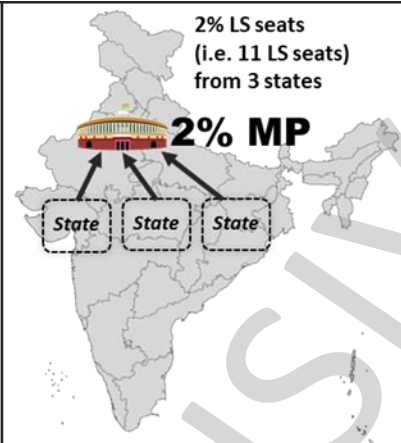 2% LS seats
(i.e. 11 LS seats)
from 3 states
2% MP
State State State